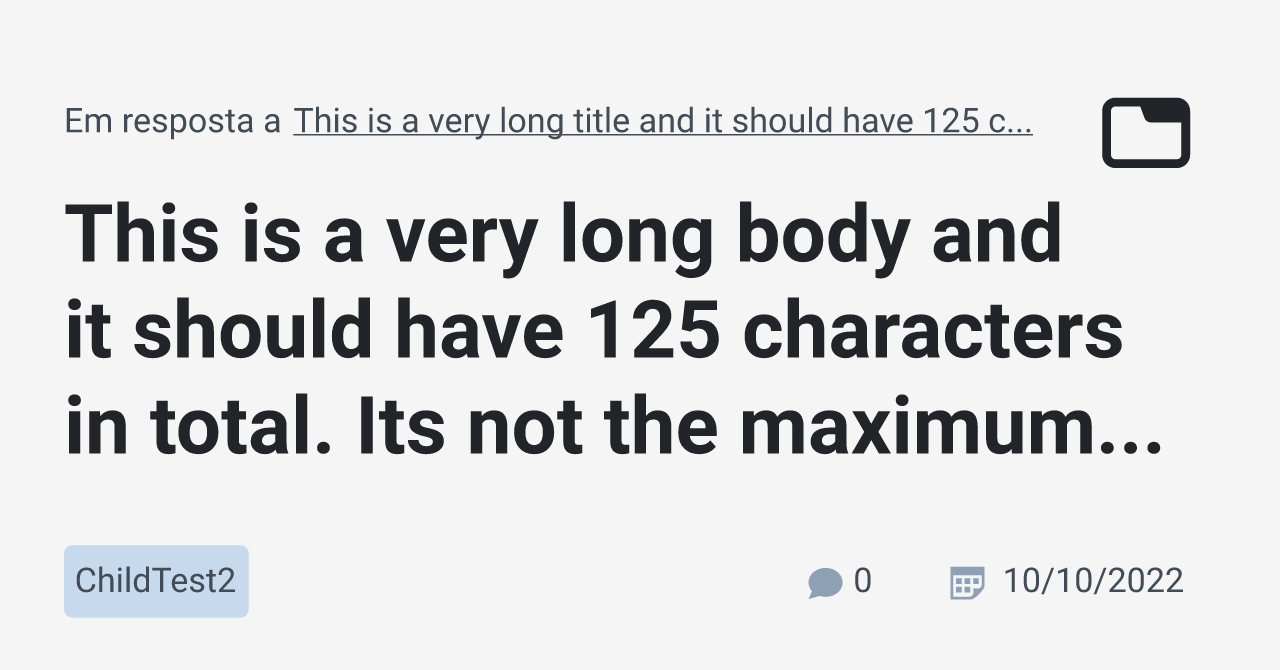 Em resposta a This is a very long title and it should have 125 c...
This is a very long body and
it should have 125 characters
in total. Its not the maximum...
ChildTest2
0
10/10/2022